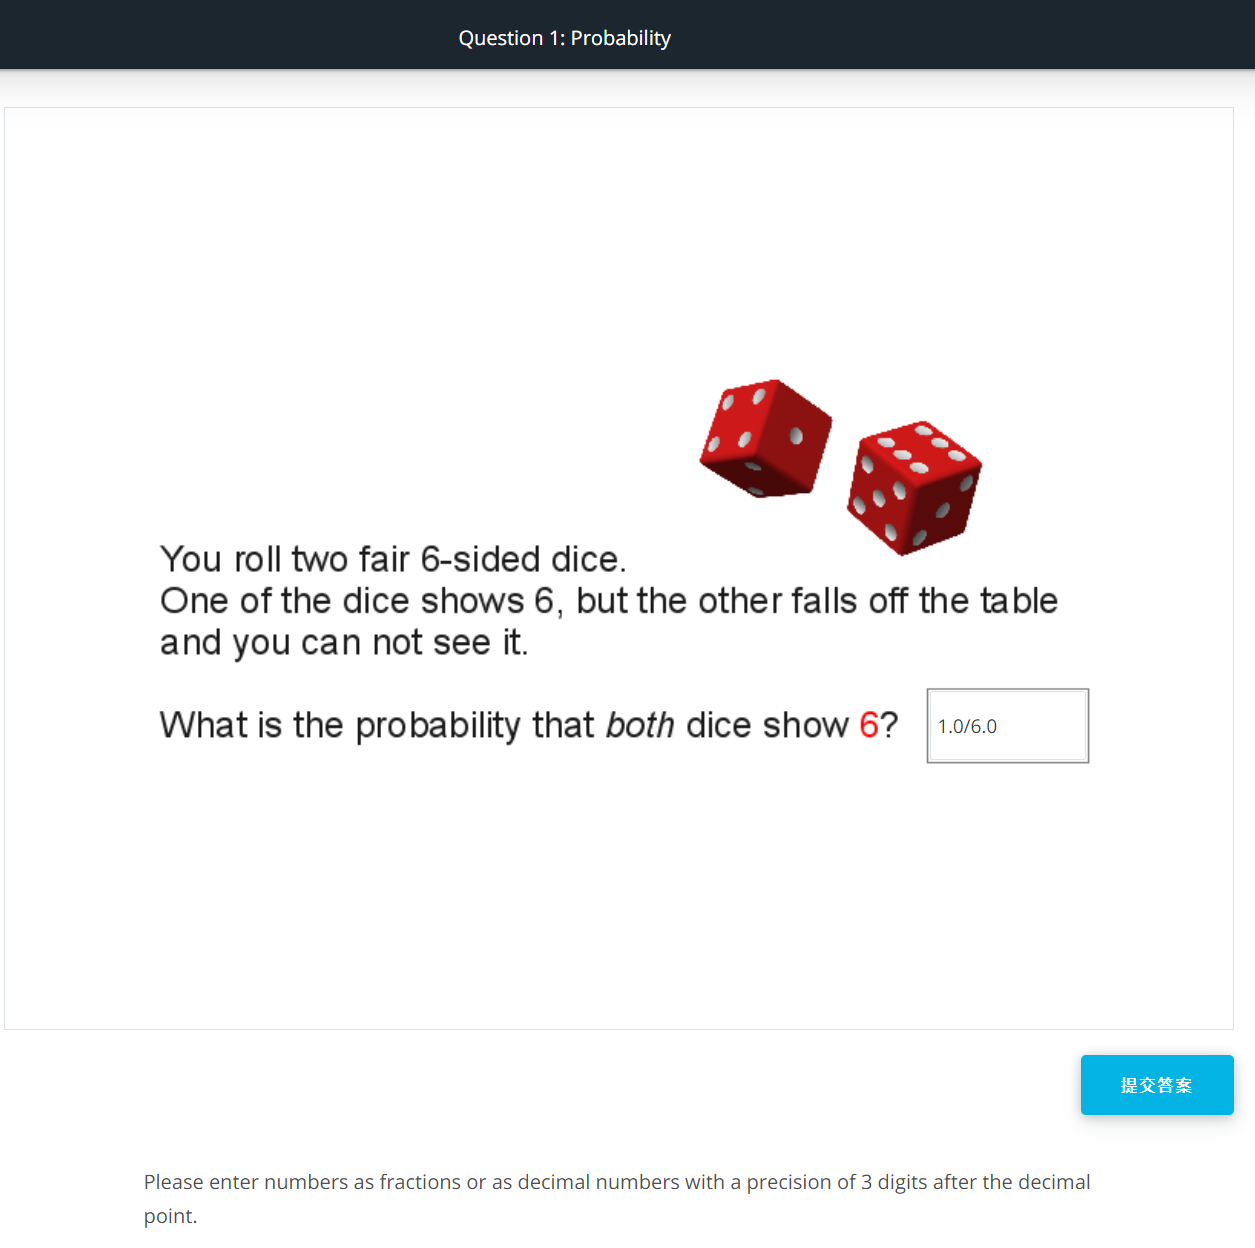 Question 1: Probability
You roll two fair 6-sided dice.
One of the dice shows 6, but the other falls off the table
and you can not see it.
What is the probability that both dice show 6?
1.0/6.0
提交答案
Please enter numbers as fractions or as decimal numbers with a precision of 3 digits after the decimal
point.